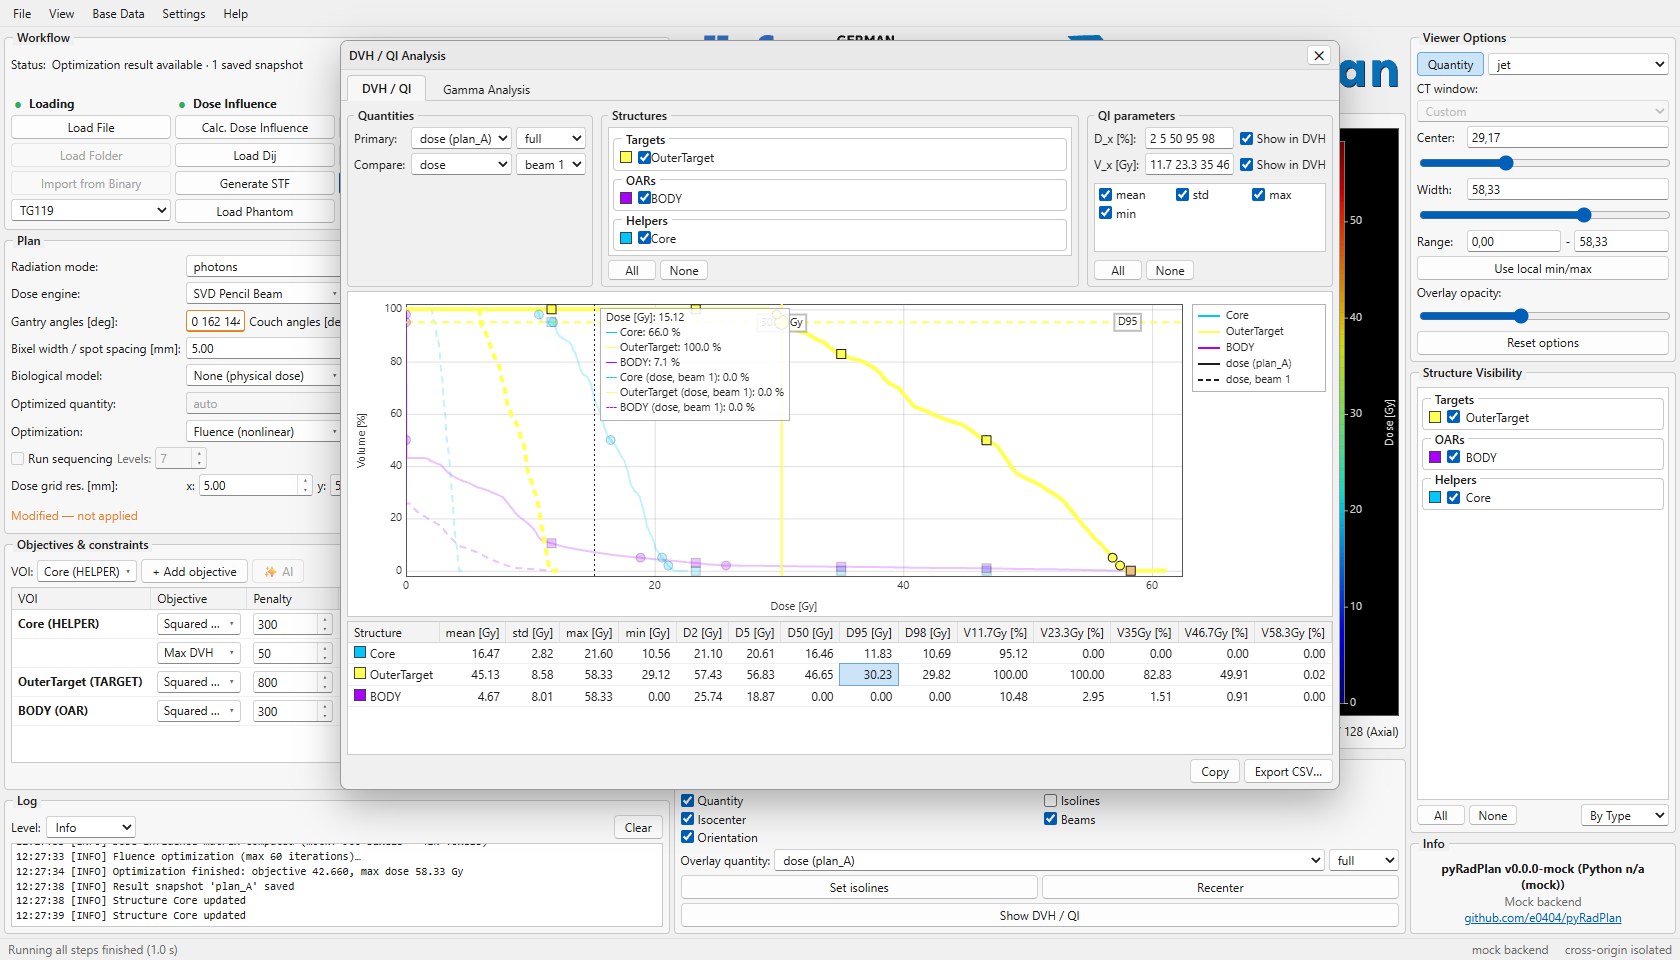 File View Base Data Settings Help
Workflow
Status: Optimization result available · 1 saved snapshot
Loading
Dose Influence
Load File
Calc. Dose Influence
Load Folder
Load Dij
Import from Binary
Generate STF
TG119
Load Phantom
Plan
Radiation mode: photons
Dose engine: SVD Pencil Beam
Gantry angles [deg]: 0 162 144 Couch angles [de
Bixel width / spot spacing [mm]: 5.00
Biological model: None (physical dose)
Optimized quantity: auto
Optimization: Fluence (nonlinear)
Run sequencing Levels: 7
Dose grid res. [mm]: x: 5.00 y: 5
Modified — not applied
Objectives & constraints
VOI: Core (HELPER) + Add objective ✨ AI
VOI Objective Penalty
Core (HELPER) Squared ... 300
Max DVH 50
OuterTarget (TARGET) Squared ... 800
BODY (OAR) Squared ... 300
Log
Level: Info Clear
12:27:33 [INFO] Fluence optimization (max 60 iterations)…
12:27:34 [INFO] Optimization finished: objective 42.660, max dose 58.33 Gy
12:27:38 [INFO] Result snapshot 'plan_A' saved
12:27:38 [INFO] Structure Core updated
12:27:39 [INFO] Structure Core updated
Running all steps finished (1.0 s)
GERMAN
an
DVH / QI Analysis
DVH / QI Gamma Analysis
Quantities
Primary: dose (plan_A) full
Compare: dose beam 1
Structures
Targets
OuterTarget
OARs
BODY
Helpers
Core
All None
QI parameters
D_x [%]: 2 5 50 95 98 Show in DVH
V_x [Gy]: 11.7 23.3 35 46 Show in DVH
mean std max
min
All None
Volume [%]
100
80
60
40
20
0
0 20 40 60
Dose [Gy]
Dose [Gy]: 15.12
Core: 66.0 %
OuterTarget: 100.0 %
BODY: 7.1 %
Core (dose, beam 1): 0.0 %
OuterTarget (dose, beam 1): 0.0 %
BODY (dose, beam 1): 0.0 %
Gy
D95
Core
OuterTarget
BODY
dose (plan_A)
dose, beam 1
Structure mean [Gy] std [Gy] max [Gy] min [Gy] D2 [Gy] D5 [Gy] D50 [Gy] D95 [Gy] D98 [Gy] V11.7Gy [%] V23.3Gy [%] V35Gy [%] V46.7Gy [%] V58.3Gy [%]
Core 16.47 2.82 21.60 10.56 21.10 20.61 16.46 11.83 10.69 95.12 0.00 0.00 0.00 0.00
OuterTarget 45.13 8.58 58.33 29.12 57.43 56.83 46.65 30.23 29.82 100.00 100.00 82.83 49.91 0.02
BODY 4.67 8.01 58.33 0.00 25.74 18.87 0.00 0.00 0.00 10.48 2.95 1.51 0.91 0.00
Copy Export CSV...
50
40
30
20
10
0
Dose [Gy]
128 (Axial)
Quantity
Isolines
Isocenter
Beams
Orientation
Overlay quantity: dose (plan_A) full
Set isolines
Recenter
Show DVH / QI
Viewer Options
Quantity jet
CT window:
Custom
Center: 29,17
Width: 58,33
Range: 0,00 - 58,33
Use local min/max
Overlay opacity:
Reset options
Structure Visibility
Targets
OuterTarget
OARs
BODY
Helpers
Core
All None By Type
Info
pyRadPlan v0.0.0-mock (Python n/a
(mock))
Mock backend
github.com/e0404/pyRadPlan
mock backend cross-origin isolated